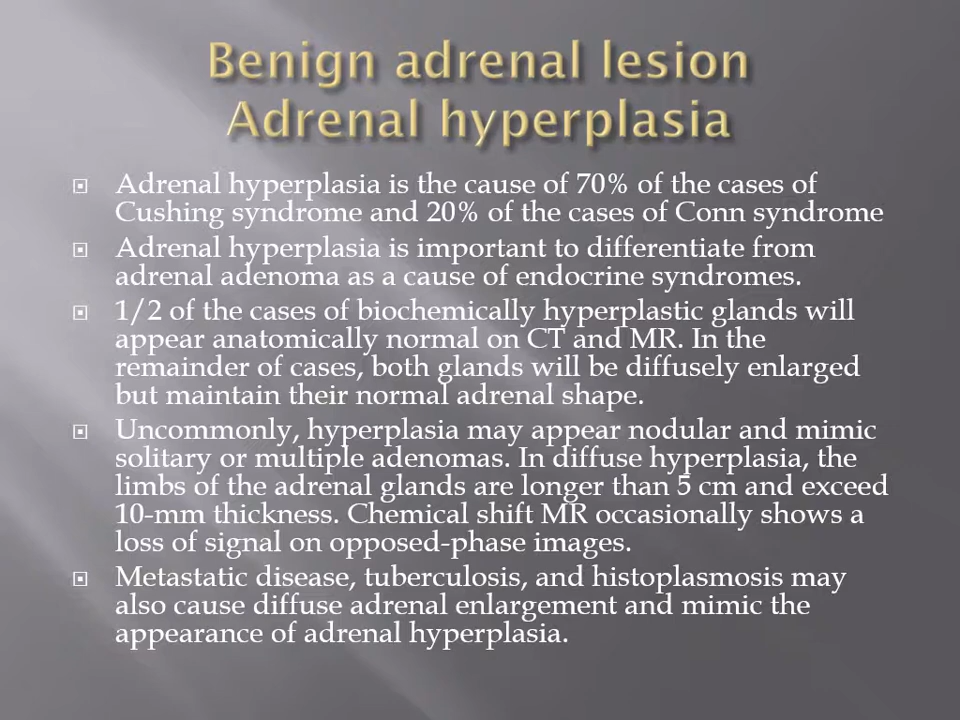 Benign adrenal lesion
Adrenal hyperplasia
Adrenal hyperplasia is the cause of 70% of the cases of
Cushing syndrome and 20% of the cases of Conn syndrome
Adrenal hyperplasia is important to differentiate from
adrenal adenoma as a cause of endocrine syndromes.
1/2 of the cases of biochemically hyperplastic glands will
appear anatomically normal on CT and MR. In the
remainder of cases, both glands will be diffusely enlarged
but maintain their normal adrenal shape.
Uncommonly, hyperplasia may appear nodular and mimic
solitary or multiple adenomas. In diffuse hyperplasia, the
limbs of the adrenal glands are longer than 5 cm and exceed
10-mm thickness. Chemical shift MR occasionally shows a
loss of signal on opposed-phase images.
Metastatic disease, tuberculosis, and histoplasmosis may
also cause diffuse adrenal enlargement and mimic the
appearance of adrenal hyperplasia.